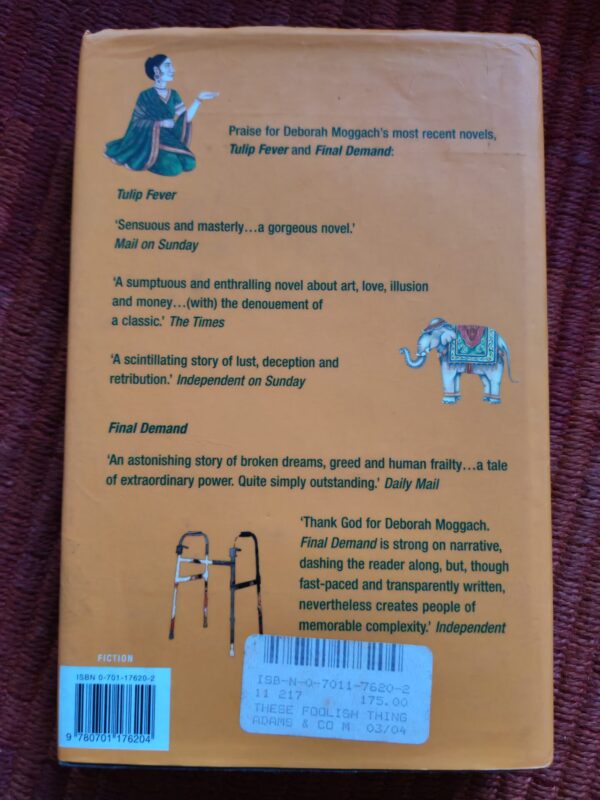 Praise for Deborah Moggach's most recent novels,
Tulip Fever and Final Demand:
Tulip Fever
'Sensuous and masterly…a gorgeous novel.'
Mail on Sunday
'A sumptuous and enthralling novel about art, love, illusion
and money…(with) the denouement of
a classic.' The Times
'A scintillating story of lust, deception and
retribution.' Independent on Sunday
Final Demand
'An astonishing story of broken dreams, greed and human frailty…a tale
of extraordinary power. Quite simply outstanding.' Daily Mail
'Thank God for Deborah Moggach.
Final Demand is strong on narrative,
dashing the reader along, but, though
fast-paced and transparently written,
nevertheless creates people of
memorable complexity.' Independent
FICTION
ISBN 0-701-17620-2
9 780701 176204
ISB-N-0-7011-7620-2
11 217 175.00
THESE FOOLISH THING
ADAMS & CO M 03/04